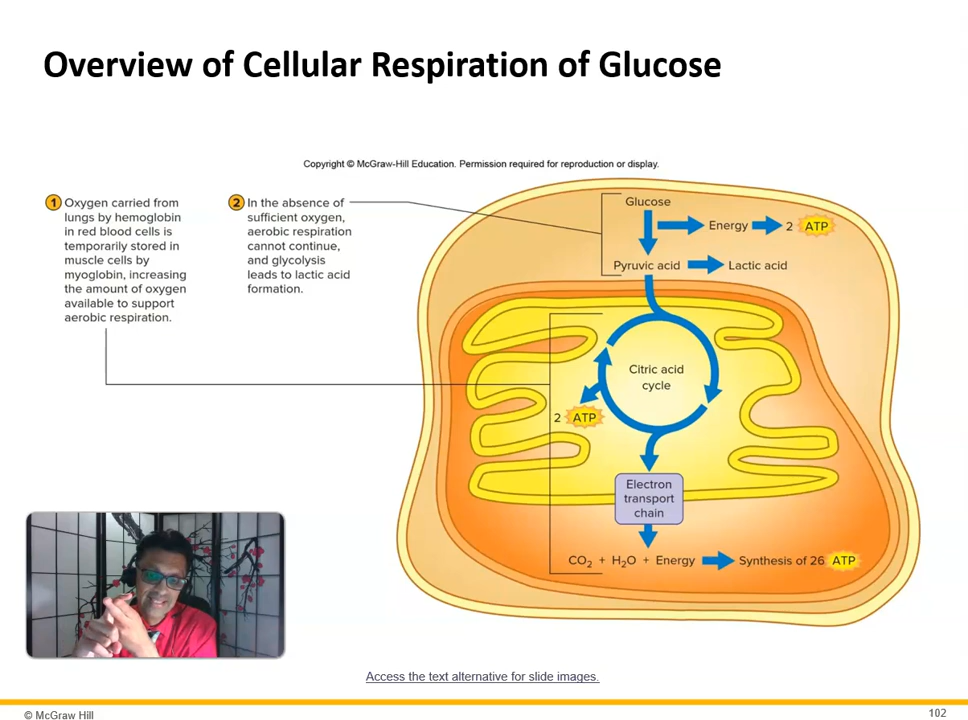 Overview of Cellular Respiration of Glucose
Copyright © McGraw-Hill Education. Permission required for reproduction or display.
1 Oxygen carried from
lungs by hemoglobin
in red blood cells is
temporarily stored in
muscle cells by
myoglobin, increasing
the amount of oxygen
available to support
aerobic respiration.
2 In the absence of
sufficient oxygen,
aerobic respiration
cannot continue,
and glycolysis
leads to lactic acid
formation.
Glucose
Energy 2 ATP
Pyruvic acid Lactic acid
Citric acid
cycle
2 ATP
Electron
transport
chain
CO2 + H2O + Energy Synthesis of 26 ATP
Access the text alternative for slide images.
© McGraw Hill
102